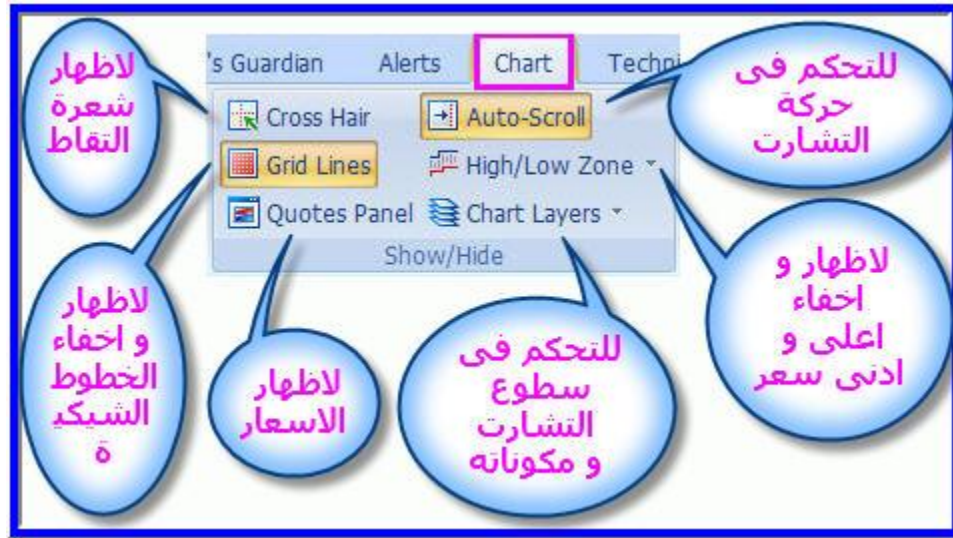 's Guardian Alerts Chart Techni
Cross Hair Auto-Scroll
Grid Lines High/Low Zone
Quotes Panel Chart Layers
Show/Hide
لاظهار
شعرة
التقاط
للتحكم فى
حركة
التشارت
لاظهار
و اخفاء
الخطوط
الشيكي
ة
لاظهار
الاسعار
للتحكم فى
سطوع
التشارت
و مكوناته
لاظهار و
اخفاء
اعلى و
ادنى سعر